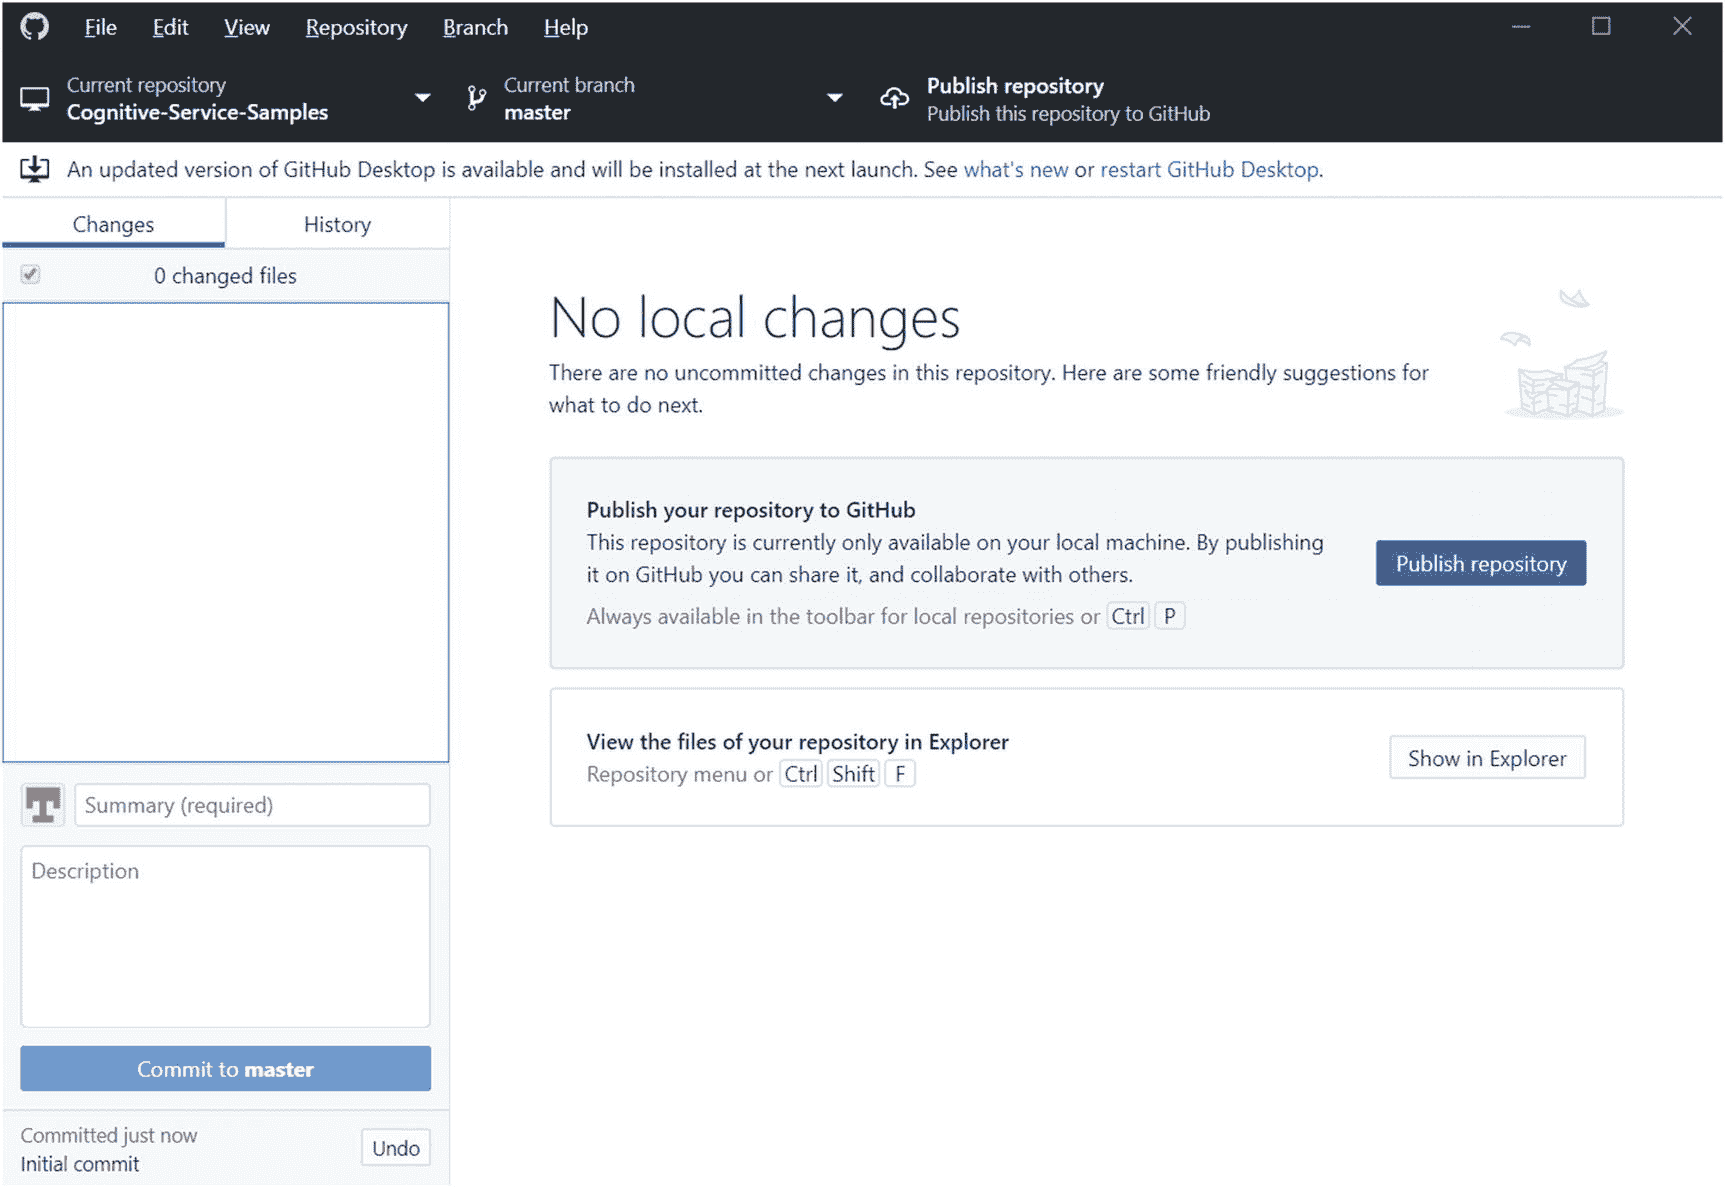 File Edit View Repository Branch Help
Current repository
Cognitive-Service-Samples
Current branch
master
Publish repository
Publish this repository to GitHub
An updated version of GitHub Desktop is available and will be installed at the next launch. See what's new or restart GitHub Desktop.
Changes
History
0 changed files
No local changes
There are no uncommitted changes in this repository. Here are some friendly suggestions for
what to do next.
Publish your repository to GitHub
This repository is currently only available on your local machine. By publishing
it on GitHub you can share it, and collaborate with others.
Always available in the toolbar for local repositories or Ctrl P
Publish repository
View the files of your repository in Explorer
Repository menu or Ctrl Shift F
Show in Explorer
Summary (required)
Description
Commit to master
Committed just now
Initial commit
Undo